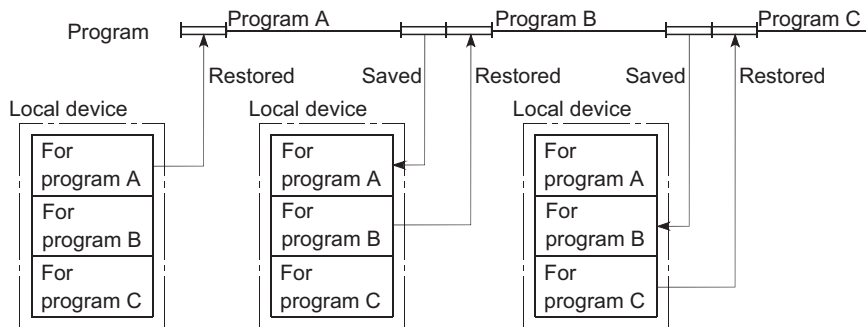 Program
Program A
Program B
Program C
Restored
Saved
Restored
Saved
Restored
Local device
Local device
Local device
For
program A
For
program B
For
program C
For
program A
For
program B
For
program C
For
program A
For
program B
For
program C